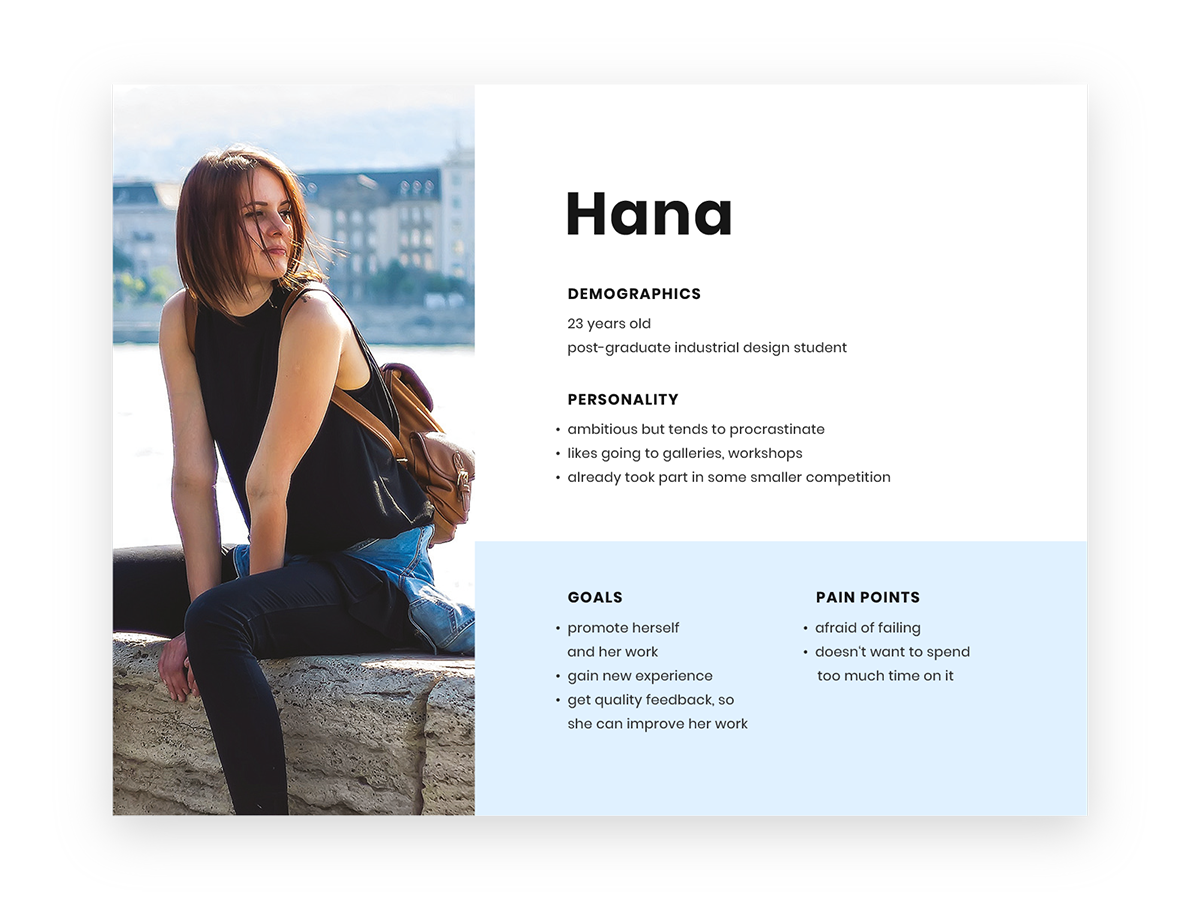 Hana
DEMOGRAPHICS
23 years old
post-graduate industrial design student
PERSONALITY
• ambitious but tends to procrastinate
• likes going to galleries, workshops
• already took part in some smaller competition
GOALS
• promote herself
and her work
• gain new experience
• get quality feedback, so
she can improve her work
PAIN POINTS
• afraid of failing
• doesn't want to spend
too much time on it